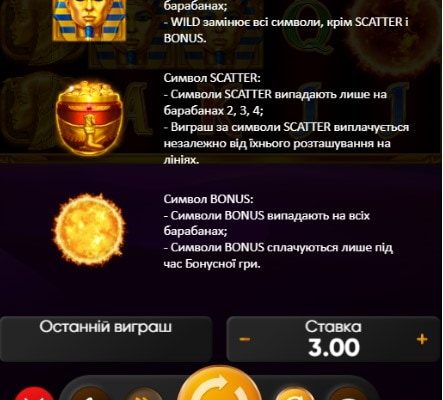 барабанах;
- WILD замінює всі символи, крім SCATTER і
BONUS.
Символ SCATTER:
- Символи SCATTER випадають лише на
барабанах 2, 3, 4;
- Виграш за символи SCATTER виплачується
незалежно від їхнього розташування на
лініях.
Символ BONUS:
- Символи BONUS випадають на всіх
барабанах;
- Символи BONUS сплачуються лише під
час Бонусної гри.
Останній виграш
Ставка
- 3.00 +